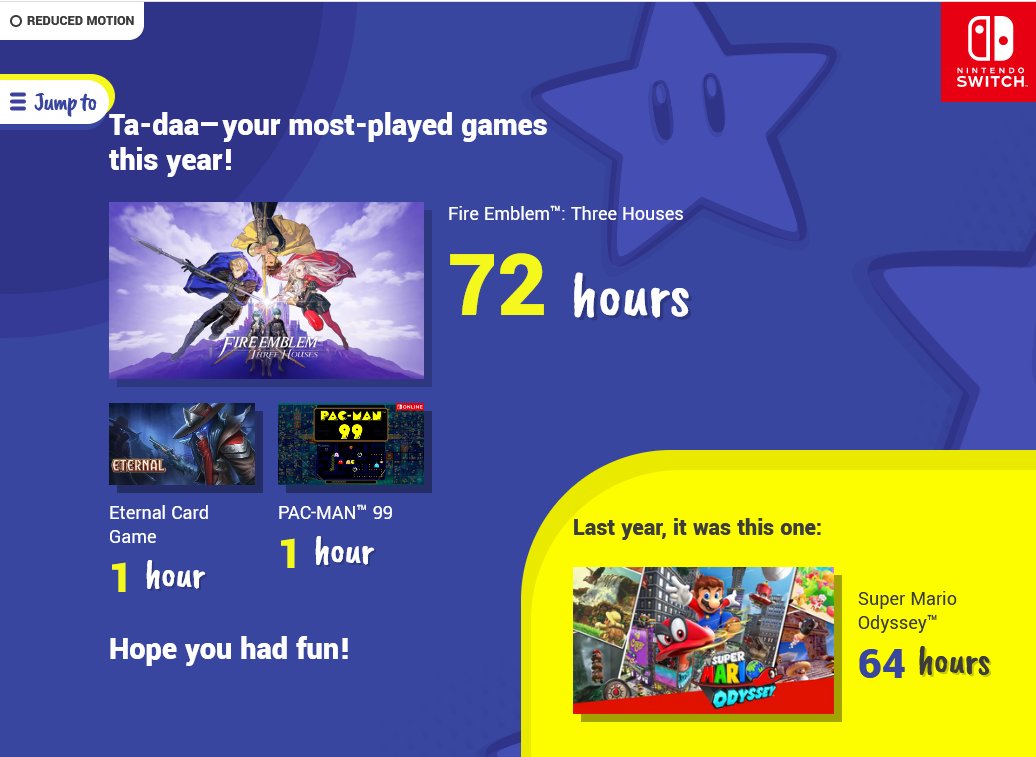 REDUCED MOTION
NINTENDO
SWITCH™
Jump to
Ta-daa—your most-played games
this year!
Fire Emblem™: Three Houses
72 hours
FIRE EMBLEM
THREE HOUSES
ETERNAL
ONLINE
PAC-MAN
99
Eternal Card
Game
1 hour
PAC-MAN™ 99
1 hour
Hope you had fun!
Last year, it was this one:
SUPER
MARIO
ODYSSEY
Super Mario
Odyssey™
64 hours